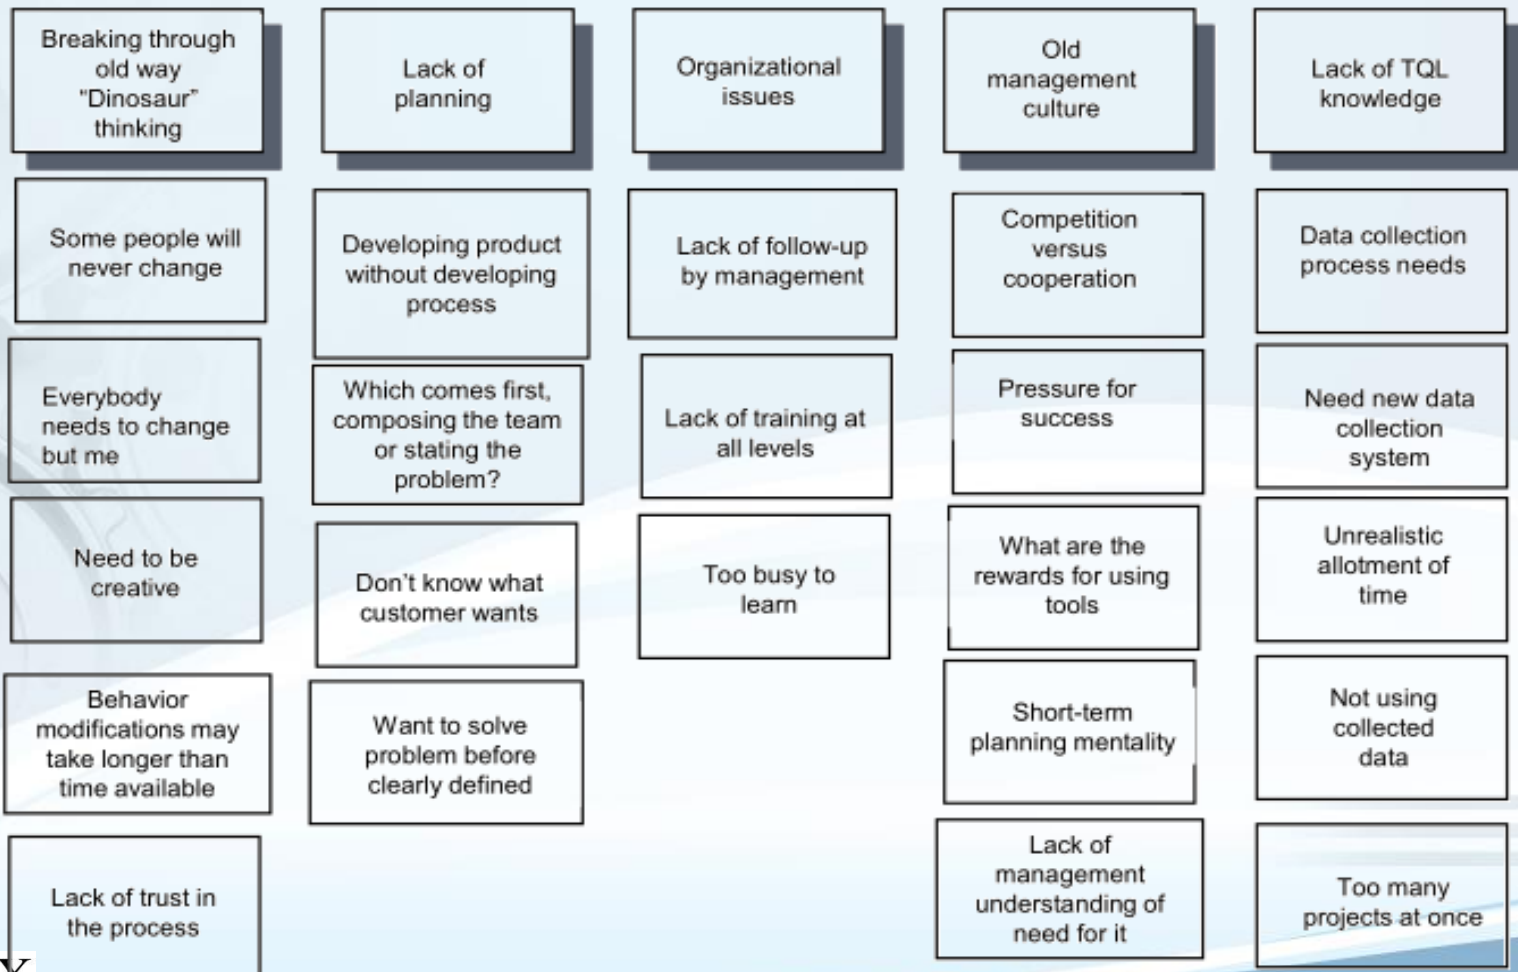 Breaking through
old way
"Dinosaur"
thinking
Some people will
never change
Everybody
needs to change
but me
Need to be
creative
Behavior
modifications may
take longer than
time available
Lack of trust in
the process
Lack of
planning
Developing product
without developing
process
Which comes first,
composing the team
or stating the
problem?
Don't know what
customer wants
Want to solve
problem before
clearly defined
Organizational
issues
Lack of follow-up
by management
Lack of training at
all levels
Too busy to
learn
Old
management
culture
Competition
versus
cooperation
Pressure for
success
What are the
rewards for using
tools
Short-term
planning mentality
Lack of
management
understanding of
need for it
Lack of TQL
knowledge
Data collection
process needs
Need new data
collection
system
Unrealistic
allotment of
time
Not using
collected
data
Too many
projects at once